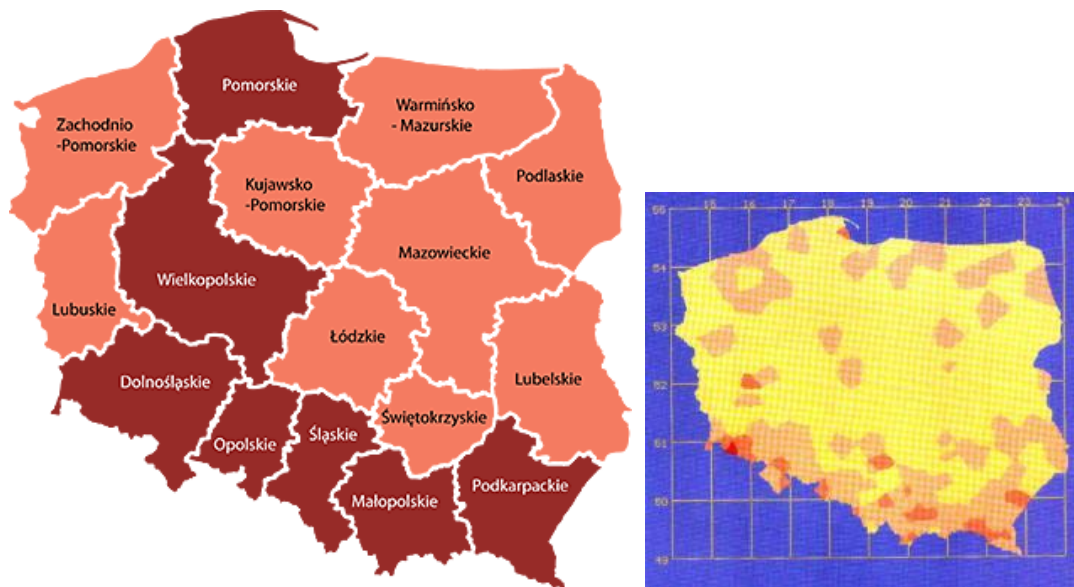 Pomorskie
Warmińsko
- Mazurskie
Zachodnio
-Pomorskie
Podlaskie
Kujawsko
-Pomorskie
Mazowieckie
Wielkopolskie
Lubuskie
Łódzkie
Dolnośląskie
Lubelskie
Świętokrzyskie
Śląskie
Opolskie
Podkarpackie
Małopolskie
55 15 16 17 18 19 20 21 22 23 24
54
53
52
51
50
49